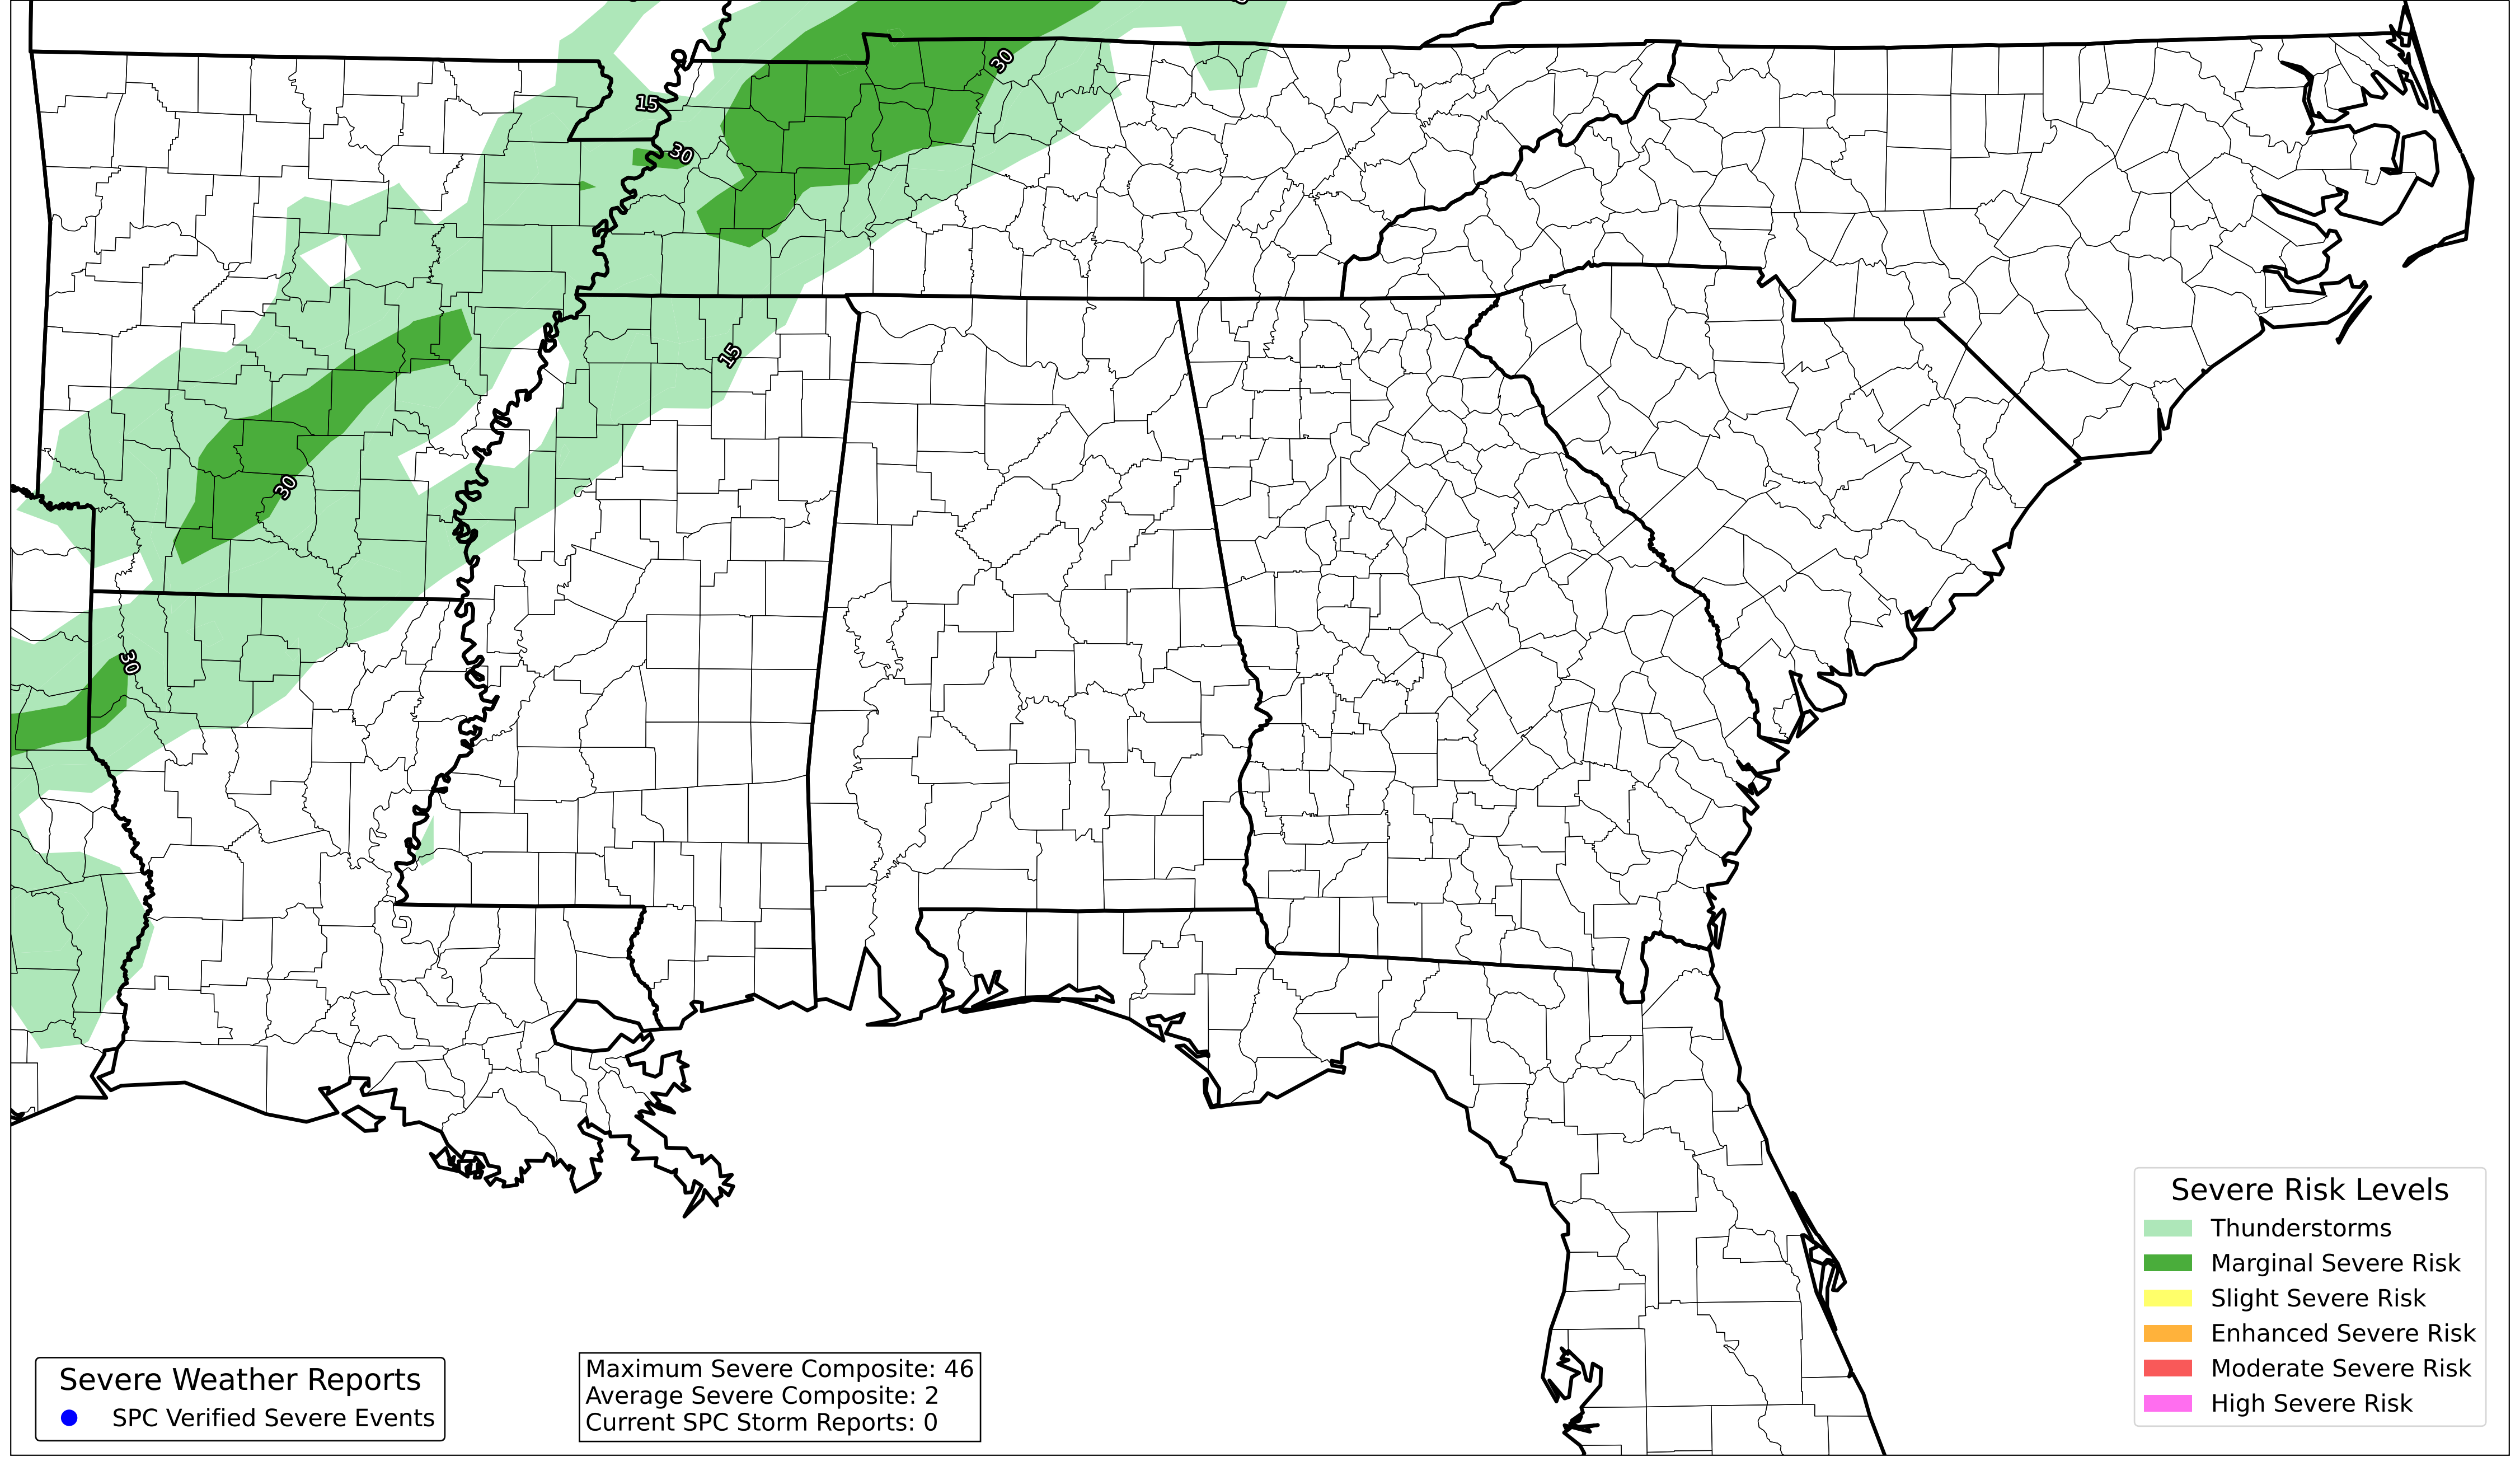 30
15
30
15
30
30
Severe Risk Levels
Thunderstorms
Marginal Severe Risk
Slight Severe Risk
Enhanced Severe Risk
Moderate Severe Risk
High Severe Risk
Severe Weather Reports
SPC Verified Severe Events
Maximum Severe Composite: 46
Average Severe Composite: 2
Current SPC Storm Reports: 0